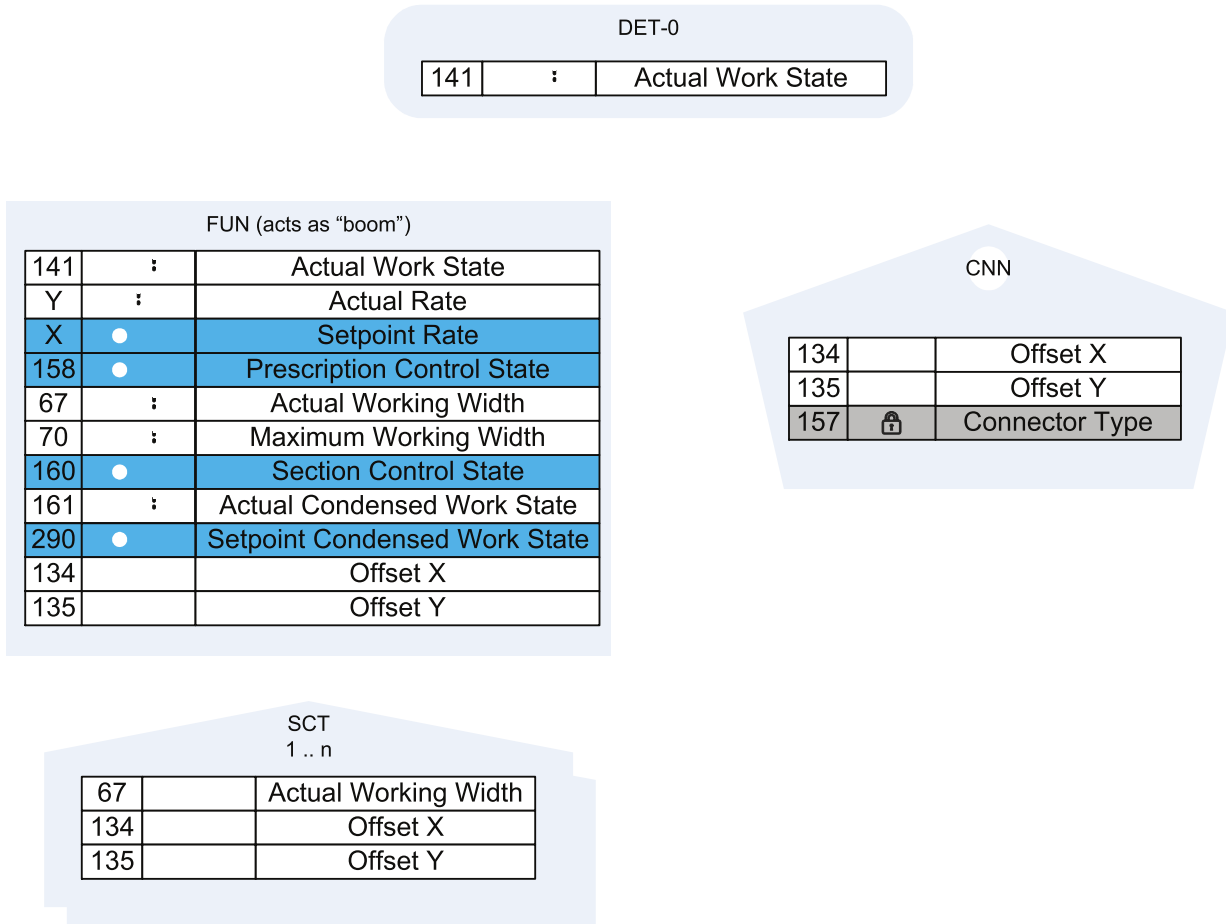 DET-0
141 Actual Work State
FUN (acts as “boom”)
141 Actual Work State
Y Actual Rate
X Setpoint Rate
158 Prescription Control State
67 Actual Working Width
70 Maximum Working Width
160 Section Control State
161 Actual Condensed Work State
290 Setpoint Condensed Work State
134 Offset X
135 Offset Y
CNN
134 Offset X
135 Offset Y
157 Connector Type
SCT
1 .. n
67 Actual Working Width
134 Offset X
135 Offset Y